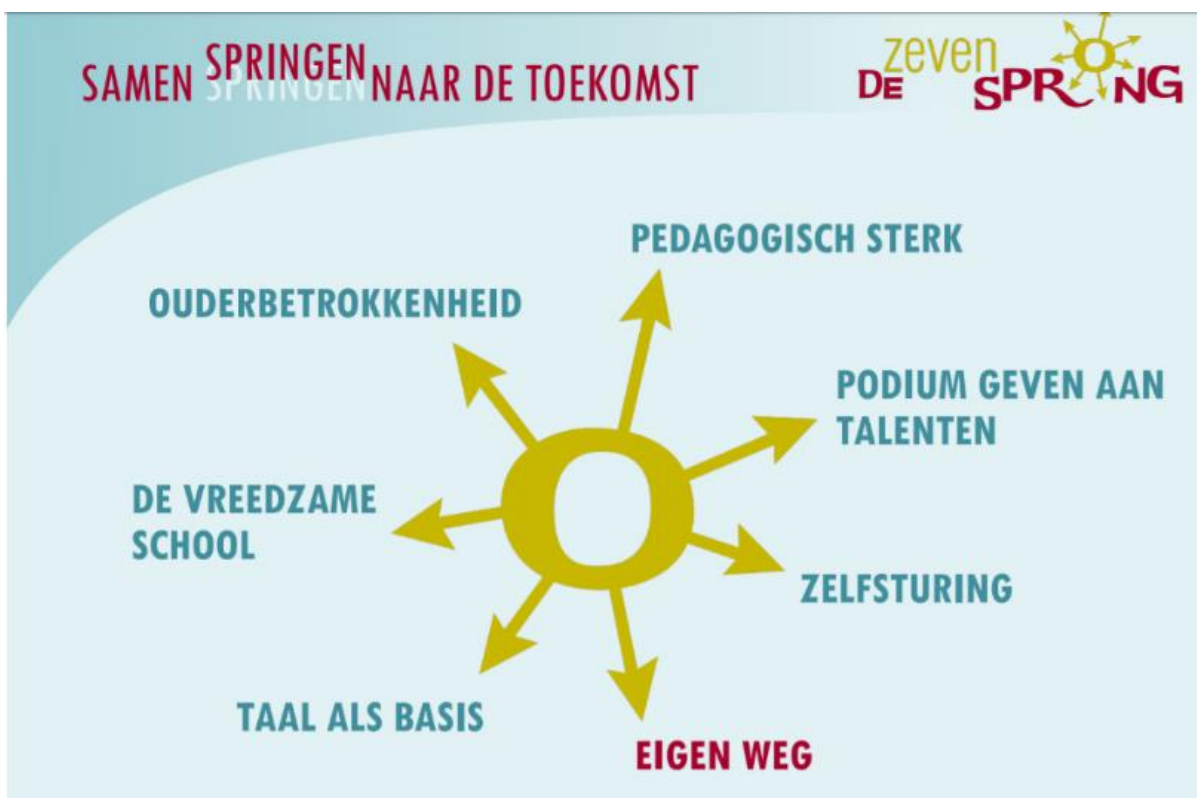 SAMEN SPRINGEN NAAR DE TOEKOMST
DE zeven SPRONG
PEDAGOGISCH STERK
OUDERBETROKKENHEID
PODIUM GEVEN AAN
TALENTEN
DE VREEDZAME
SCHOOL
ZELFSTURING
TAAL ALS BASIS
EIGEN WEG